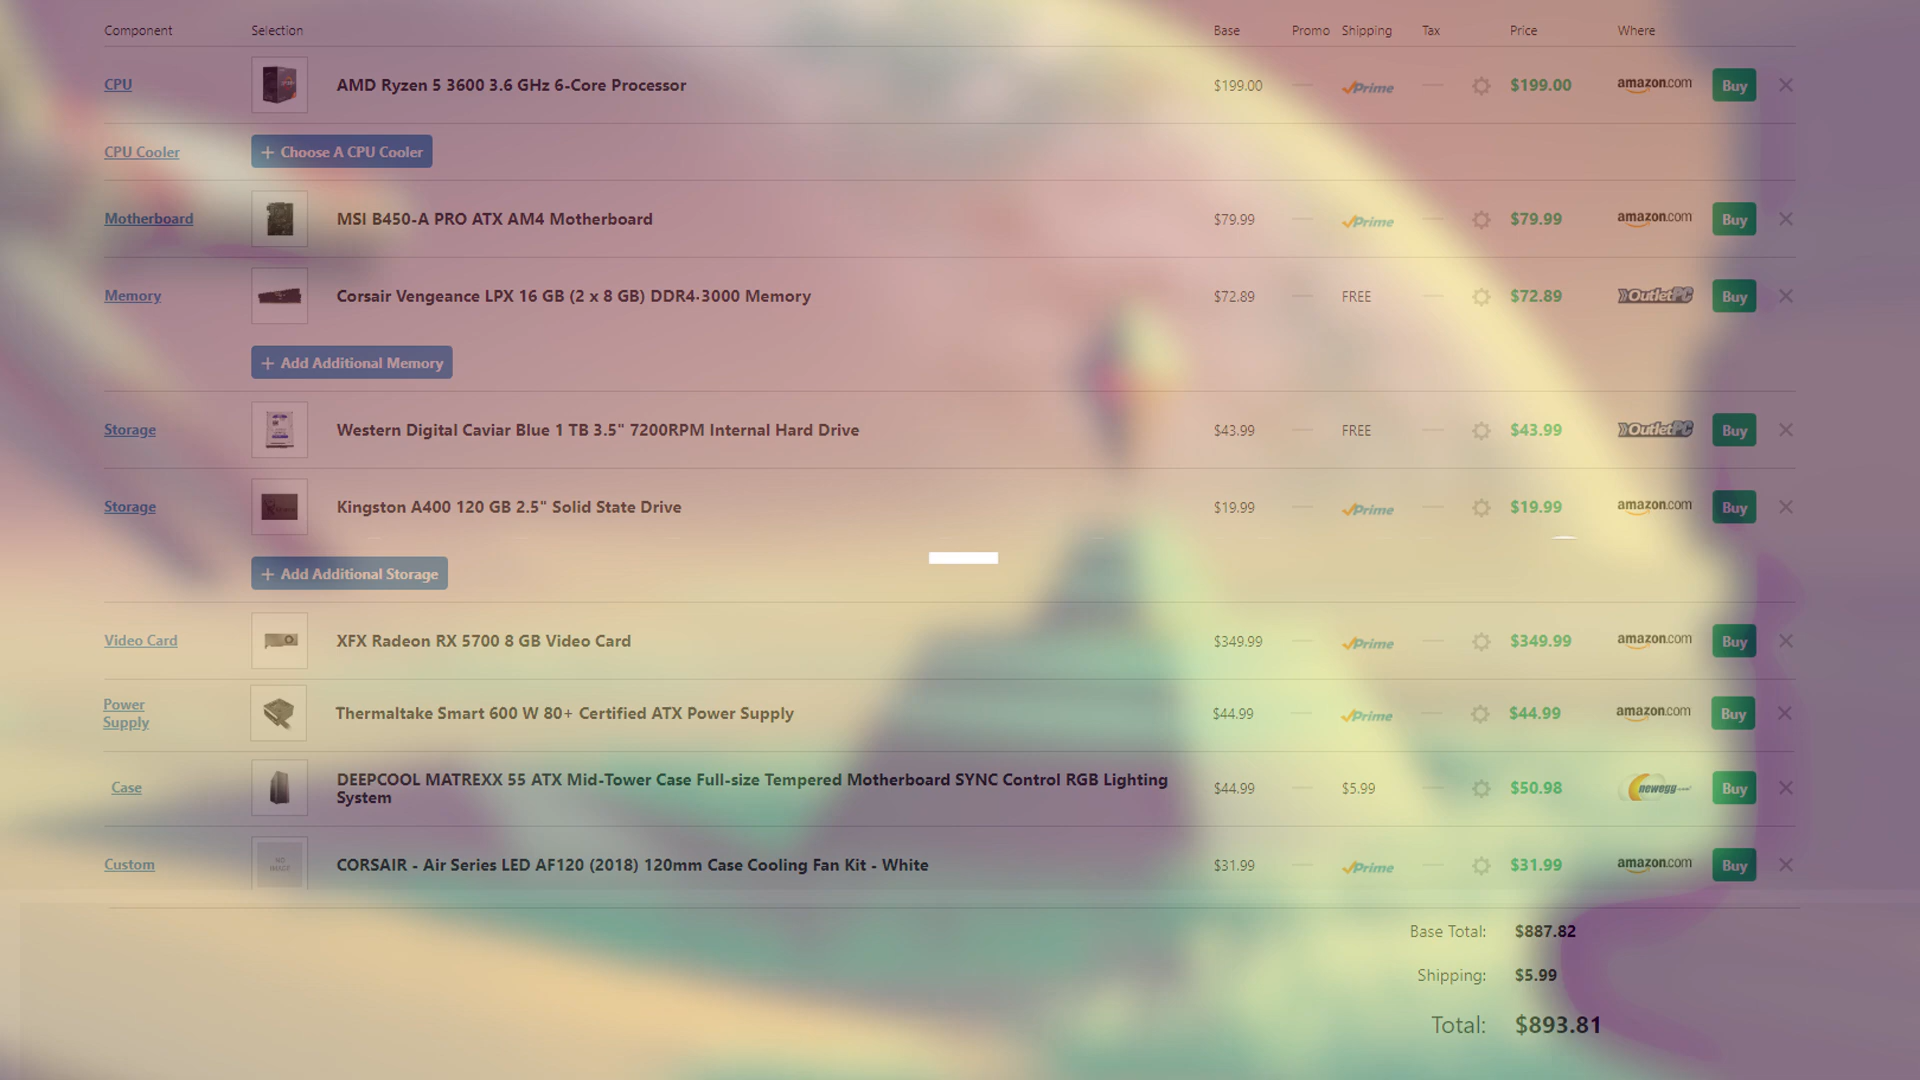 Component Selection Base Promo Shipping Tax Price Where
CPU AMD Ryzen 5 3600 3.6 GHz 6-Core Processor $199.00 — Prime — $199.00 amazon.com Buy
CPU Cooler + Choose A CPU Cooler
Motherboard MSI B450-A PRO ATX AM4 Motherboard $79.99 — Prime — $79.99 amazon.com Buy
Memory Corsair Vengeance LPX 16 GB (2 x 8 GB) DDR4-3000 Memory $72.89 — FREE — $72.89 OutletPC Buy
+ Add Additional Memory
Storage Western Digital Caviar Blue 1 TB 3.5" 7200RPM Internal Hard Drive $43.99 — FREE — $43.99 OutletPC Buy
Storage Kingston A400 120 GB 2.5" Solid State Drive $19.99 — Prime — $19.99 amazon.com Buy
+ Add Additional Storage
Video Card XFX Radeon RX 5700 8 GB Video Card $349.99 — Prime — $349.99 amazon.com Buy
Power
Supply Thermaltake Smart 600 W 80+ Certified ATX Power Supply $44.99 — Prime — $44.99 amazon.com Buy
Case DEEPCOOL MATREXX 55 ATX Mid-Tower Case Full-size Tempered Motherboard SYNC Control RGB Lighting
System $44.99 — $5.99 — $50.98 newegg.com Buy
Custom NO IMAGE CORSAIR - Air Series LED AF120 (2018) 120mm Case Cooling Fan Kit - White $31.99 — Prime — $31.99 amazon.com Buy
Base Total: $887.82
Shipping: $5.99
Total: $893.81